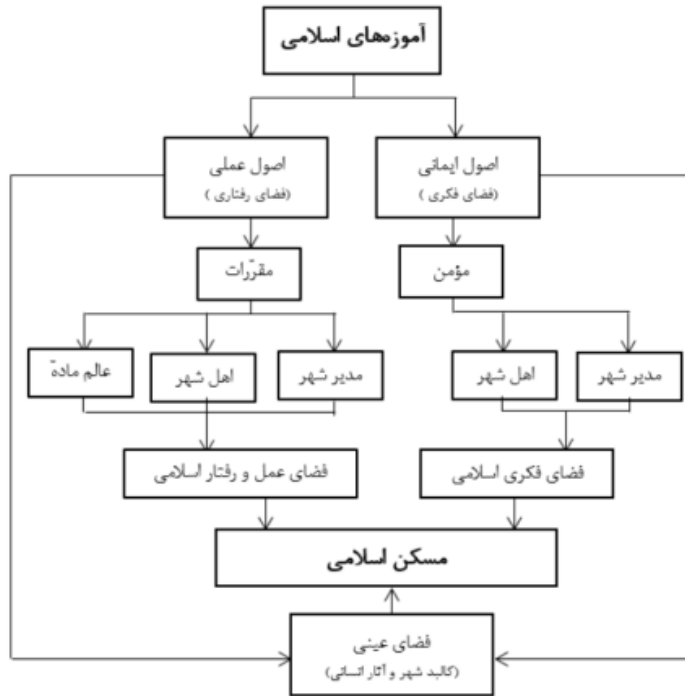 آموزه‌های اسلامی
اصول ایمانی
(فضای فکری )
اصول عملی
(فضای رفتاری )
مؤمن
مقرّرات
مدیر شهر
اهل شهر
مدیر شهر
اهل شهر
عالم مادهّ
فضای فکری اسلامی
فضای عمل و رفتار اسلامی
مسکن اسلامی
فضای عینی
(کالبد شهر و آثار انسانی)